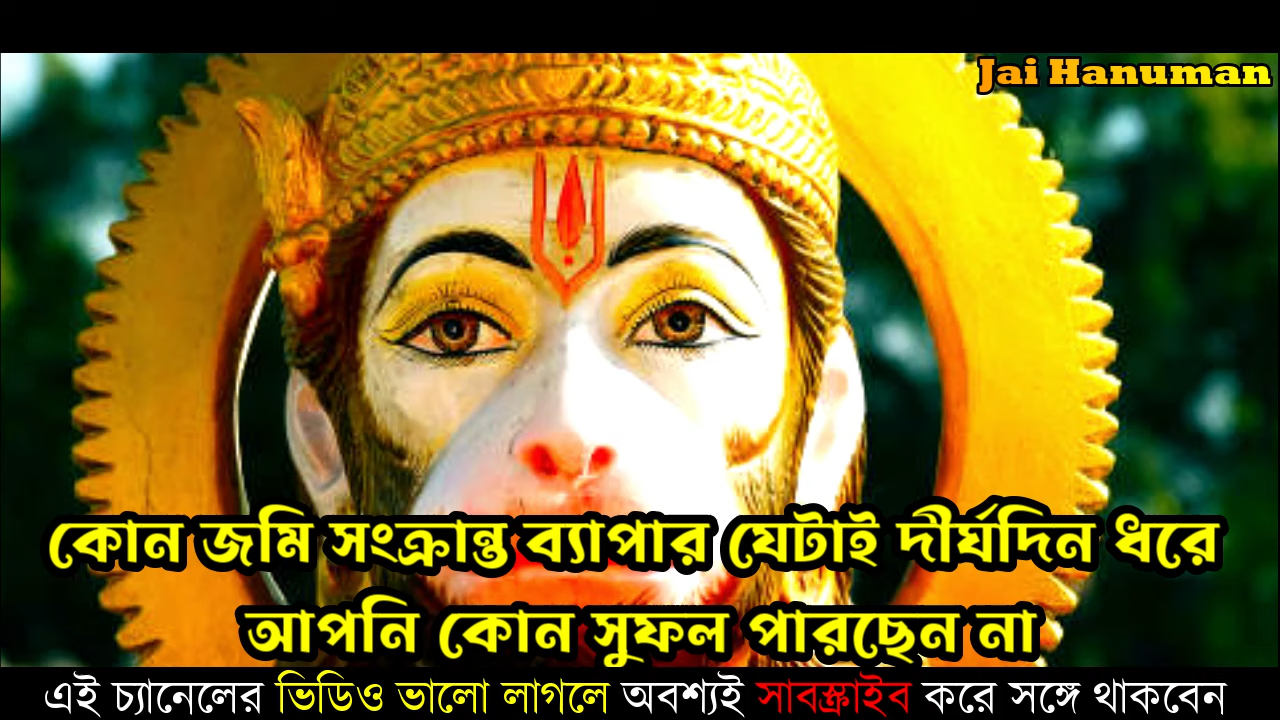 Jai Hanuman
কোন জমি সংক্রান্ত ব্যাপার যেটাই দীর্ঘদিন ধরে
আপনি কোন সুফল পারছেন না
এই চ্যানেলের ভিডিও ভালো লাগলে অবশ্যই সাবস্ক্রাইব করে সঙ্গে থাকবেন